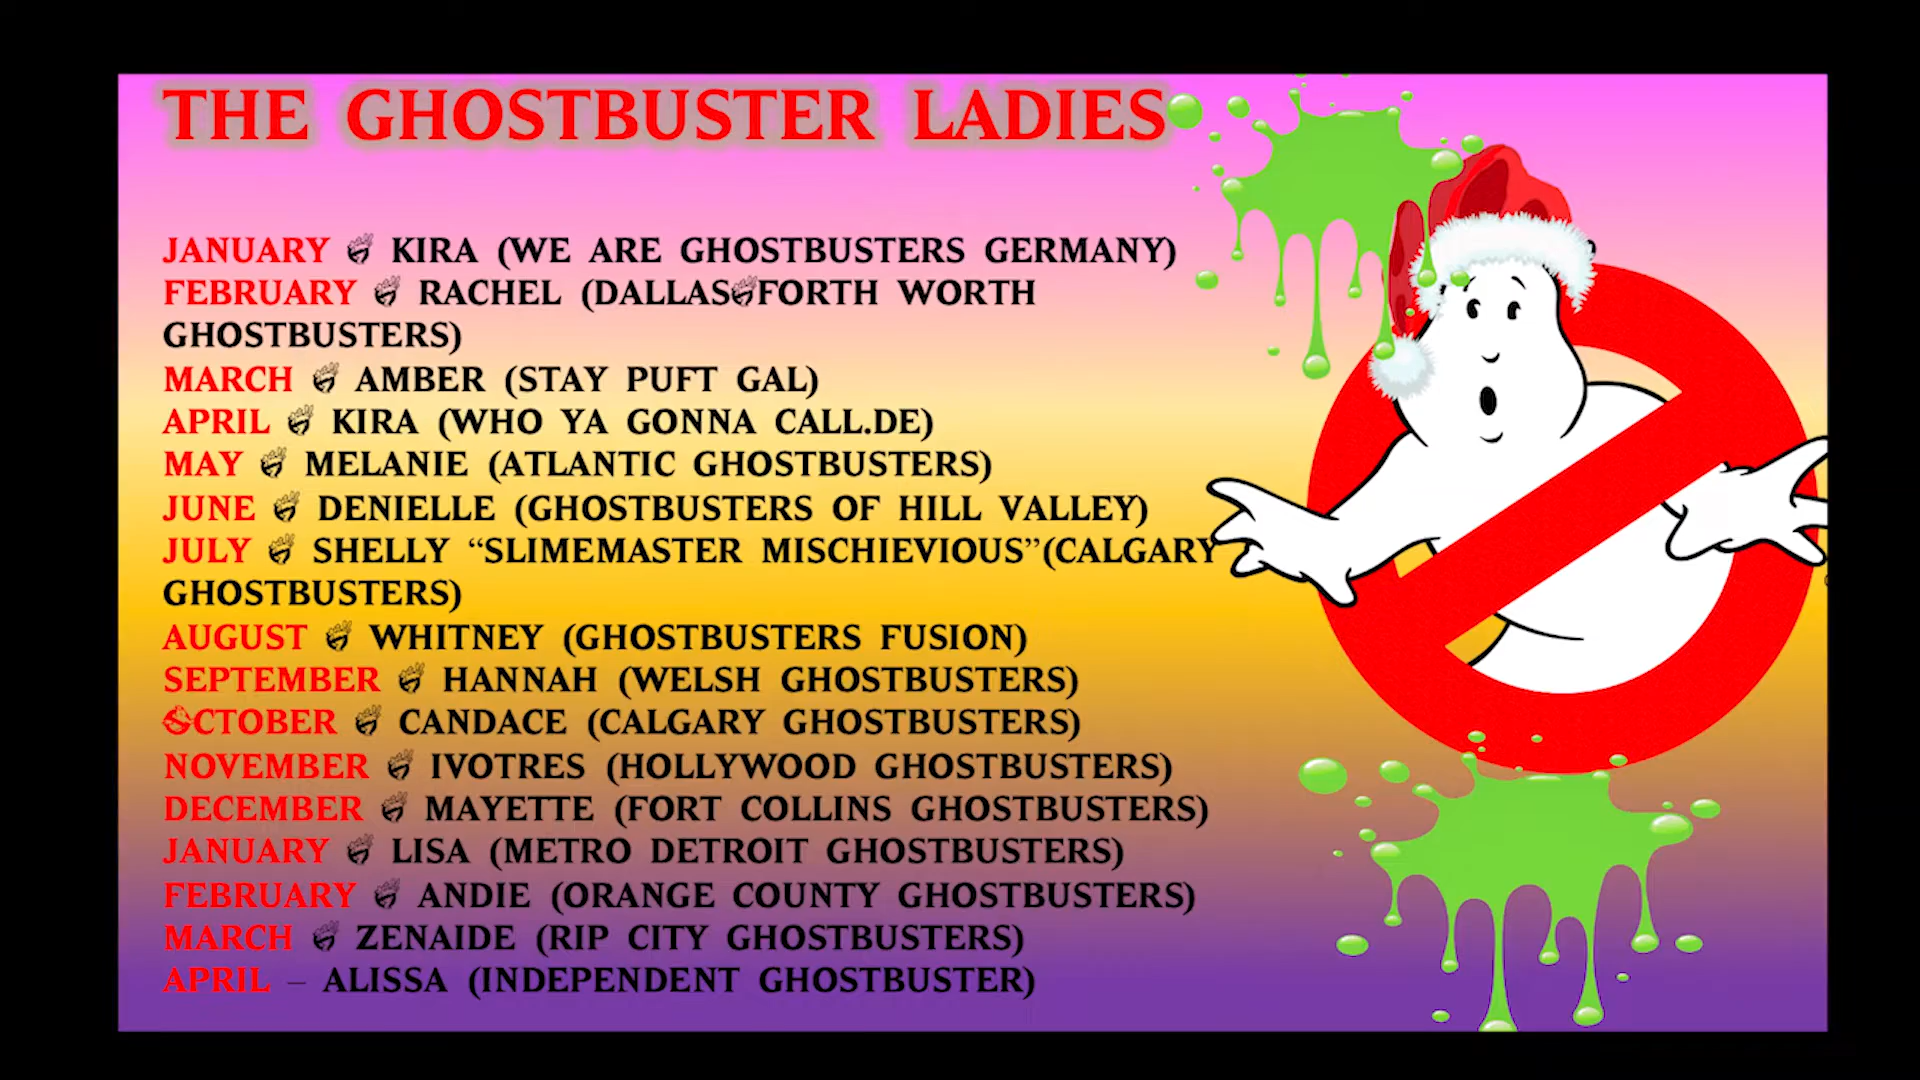 THE GHOSTBUSTER LADIES
JANUARY KIRA (WE ARE GHOSTBUSTERS GERMANY)
FEBRUARY RACHEL (DALLAS FORTH WORTH
GHOSTBUSTERS)
MARCH AMBER (STAY PUFT GAL)
APRIL KIRA (WHO YA GONNA CALL.DE)
MAY MELANIE (ATLANTIC GHOSTBUSTERS)
JUNE DENIELLE (GHOSTBUSTERS OF HILL VALLEY)
JULY SHELLY “SLIMEMASTER MISCHIEVIOUS”(CALGARY
GHOSTBUSTERS)
AUGUST WHITNEY (GHOSTBUSTERS FUSION)
SEPTEMBER HANNAH (WELSH GHOSTBUSTERS)
OCTOBER CANDACE (CALGARY GHOSTBUSTERS)
NOVEMBER IVOTRES (HOLLYWOOD GHOSTBUSTERS)
DECEMBER MAYETTE (FORT COLLINS GHOSTBUSTERS)
JANUARY LISA (METRO DETROIT GHOSTBUSTERS)
FEBRUARY ANDIE (ORANGE COUNTY GHOSTBUSTERS)
MARCH ZENAIDE (RIP CITY GHOSTBUSTERS)
APRIL – ALISSA (INDEPENDENT GHOSTBUSTER)